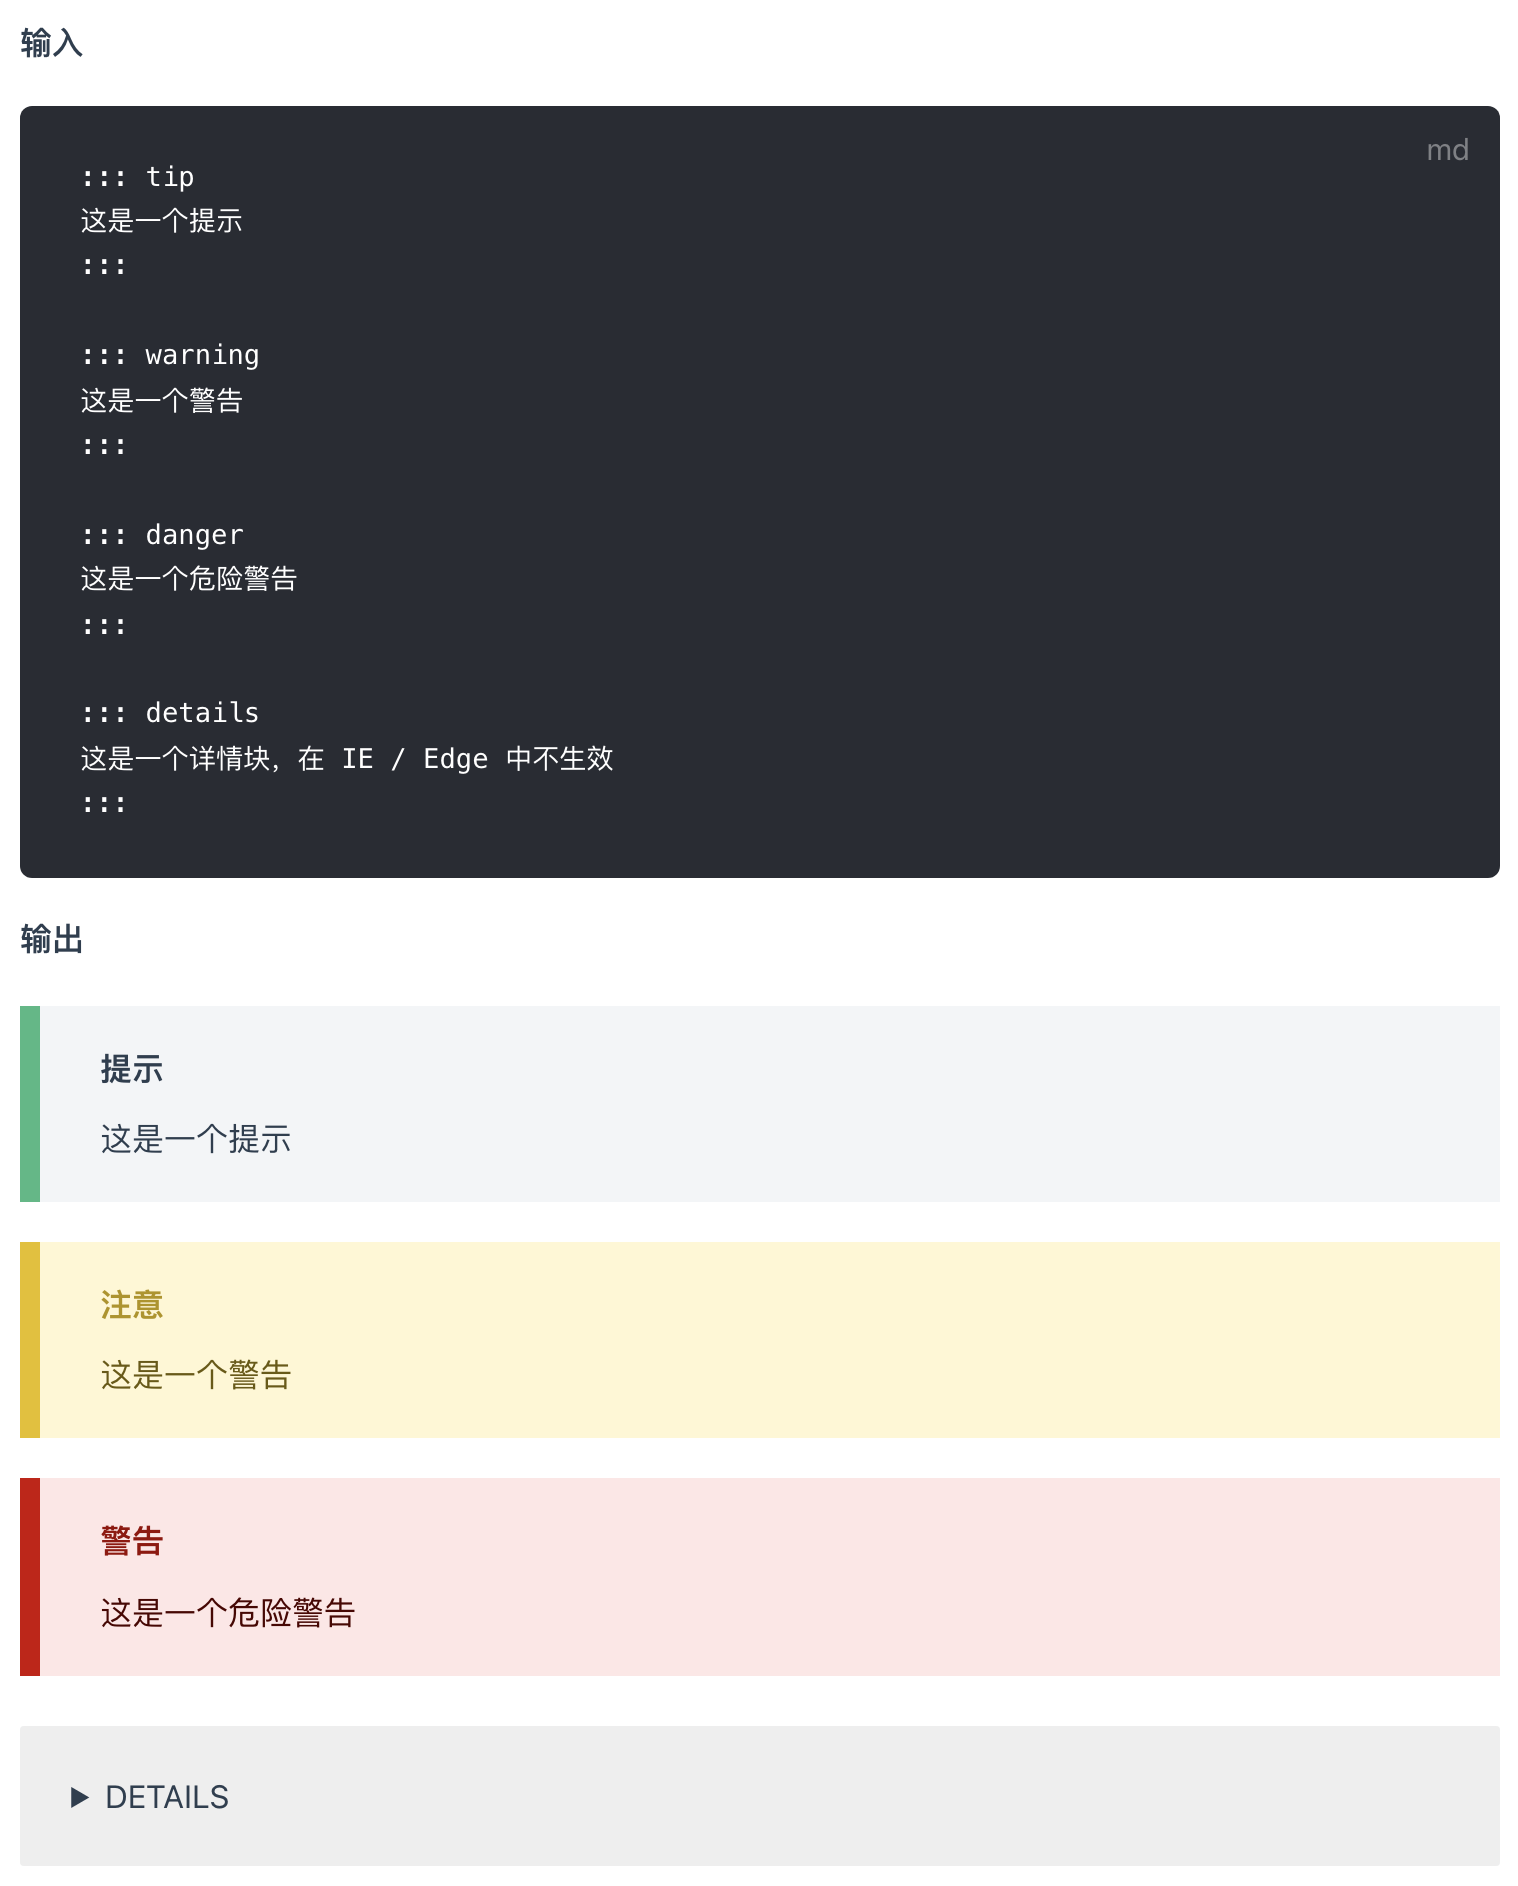 输入
md
::: tip
这是一个提示
:::
::: warning
这是一个警告
:::
::: danger
这是一个危险警告
:::
::: details
这是一个详情块，在 IE / Edge 中不生效
:::
输出
提示
这是一个提示
注意
这是一个警告
警告
这是一个危险警告
DETAILS